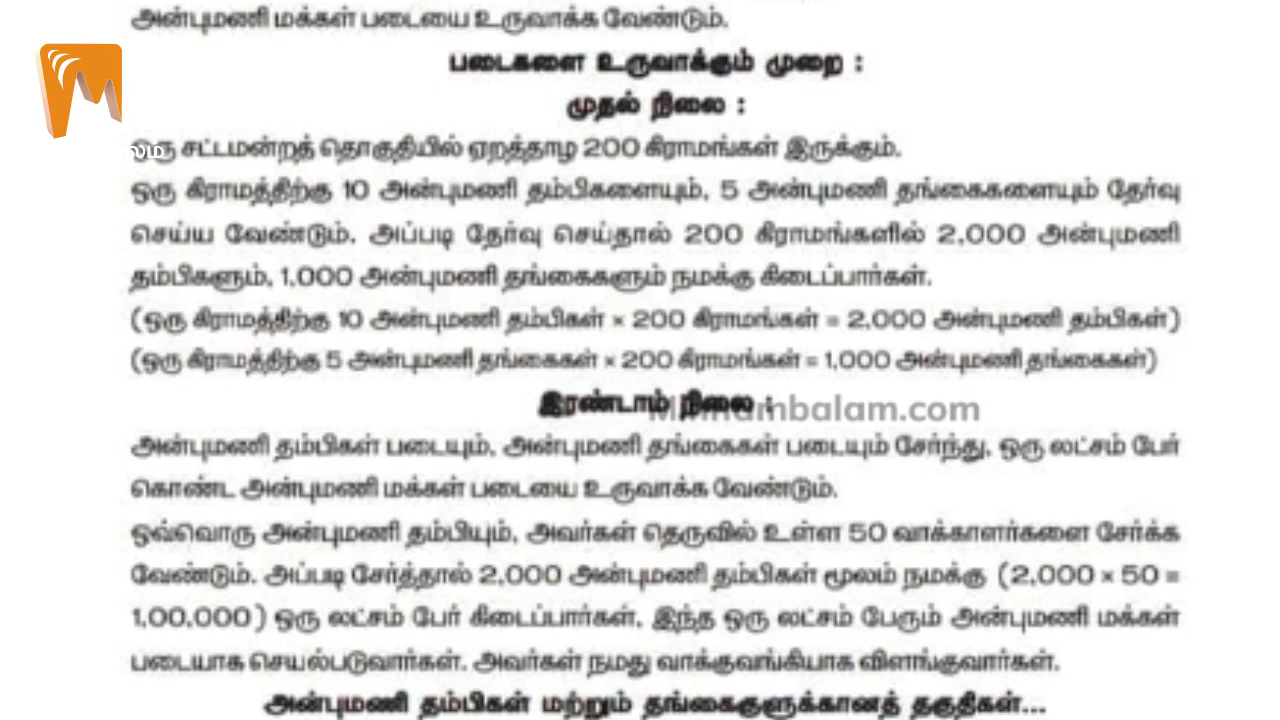 அன்புமணி மக்கள் படையை உருவாக்க வேண்டும்.
படைகளை உருவாக்கும் முறை :
முதல் நிலை :
ஒரு சட்டமன்றத் தொகுதியில் ஏறத்தாழ 200 கிராமங்கள் இருக்கும்.
ஒரு கிராமத்திற்கு 10 அன்புமணி தம்பிகளையும், 5 அன்புமணி தங்கைகளையும் தேர்வு
செய்ய வேண்டும். அப்படி தேர்வு செய்தால் 200 கிராமங்களில் 2,000 அன்புமணி
தம்பிகளும், 1,000 அன்புமணி தங்கைகளும் நமக்கு கிடைப்பார்கள்.
(ஒரு கிராமத்திற்கு 10 அன்புமணி தம்பிகள் × 200 கிராமங்கள் = 2,000 அன்புமணி தம்பிகள்)
(ஒரு கிராமத்திற்கு 5 அன்புமணி தங்கைகள் × 200 கிராமங்கள் = 1,000 அன்புமணி தங்கைகள்)
இரண்டாம் நிலை :
Minnambalam.com
அன்புமணி தம்பிகள் படையும், அன்புமணி தங்கைகள் படையும் சேர்ந்து, ஒரு லட்சம் பேர்
கொண்ட அன்புமணி மக்கள் படையை உருவாக்க வேண்டும்.
ஒவ்வொரு அன்புமணி தம்பியும், அவர்கள் தெருவில் உள்ள 50 வாக்காளர்களை சேர்க்க
வேண்டும். அப்படி சேர்த்தால் 2,000 அன்புமணி தம்பிகள் மூலம் நமக்கு (2,000 × 50 =
1,00,000) ஒரு லட்சம் பேர் கிடைப்பார்கள், இந்த ஒரு லட்சம் பேரும் அன்புமணி மக்கள்
படையாக செயல்படுவார்கள். அவர்கள் நமது வாக்குவங்கியாக விளங்குவார்கள்.
அன்புமணி தம்பிகள் மற்றும் தங்கைகுளுக்கானத் தகுதிகள்...